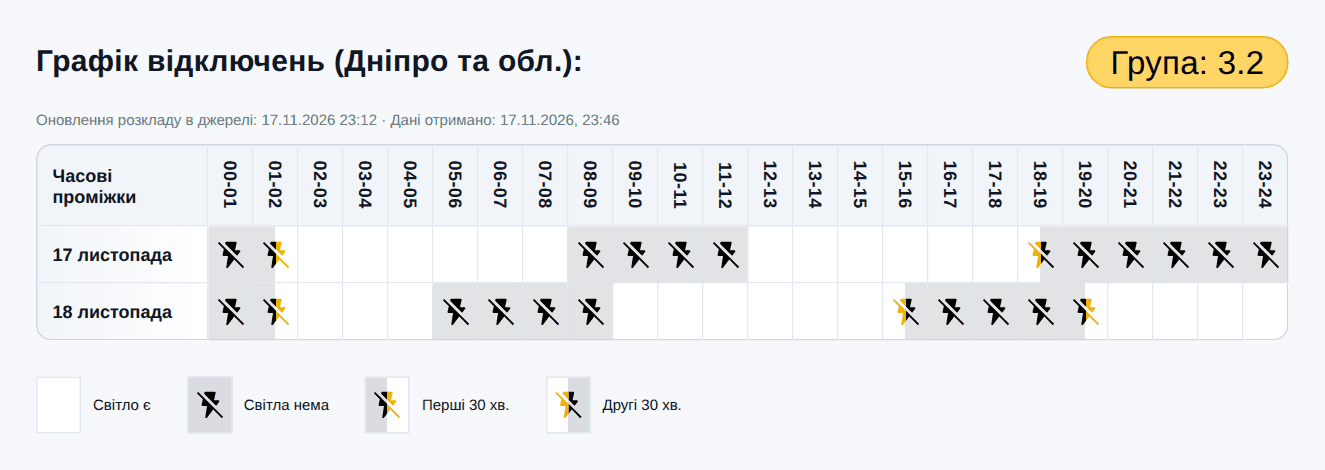 Графік відключень (Дніпро та обл.):
Група: 3.2
Оновлення розкладу в джерелі: 17.11.2026 23:12 · Дані отримано: 17.11.2026, 23:46
Часові
проміжки
00-01
01-02
02-03
03-04
04-05
05-06
06-07
07-08
08-09
09-10
10-11
11-12
12-13
13-14
14-15
15-16
16-17
17-18
18-19
19-20
20-21
21-22
22-23
23-24
17 листопада
18 листопада
Світло є
Світла нема
Перші 30 хв.
Другі 30 хв.